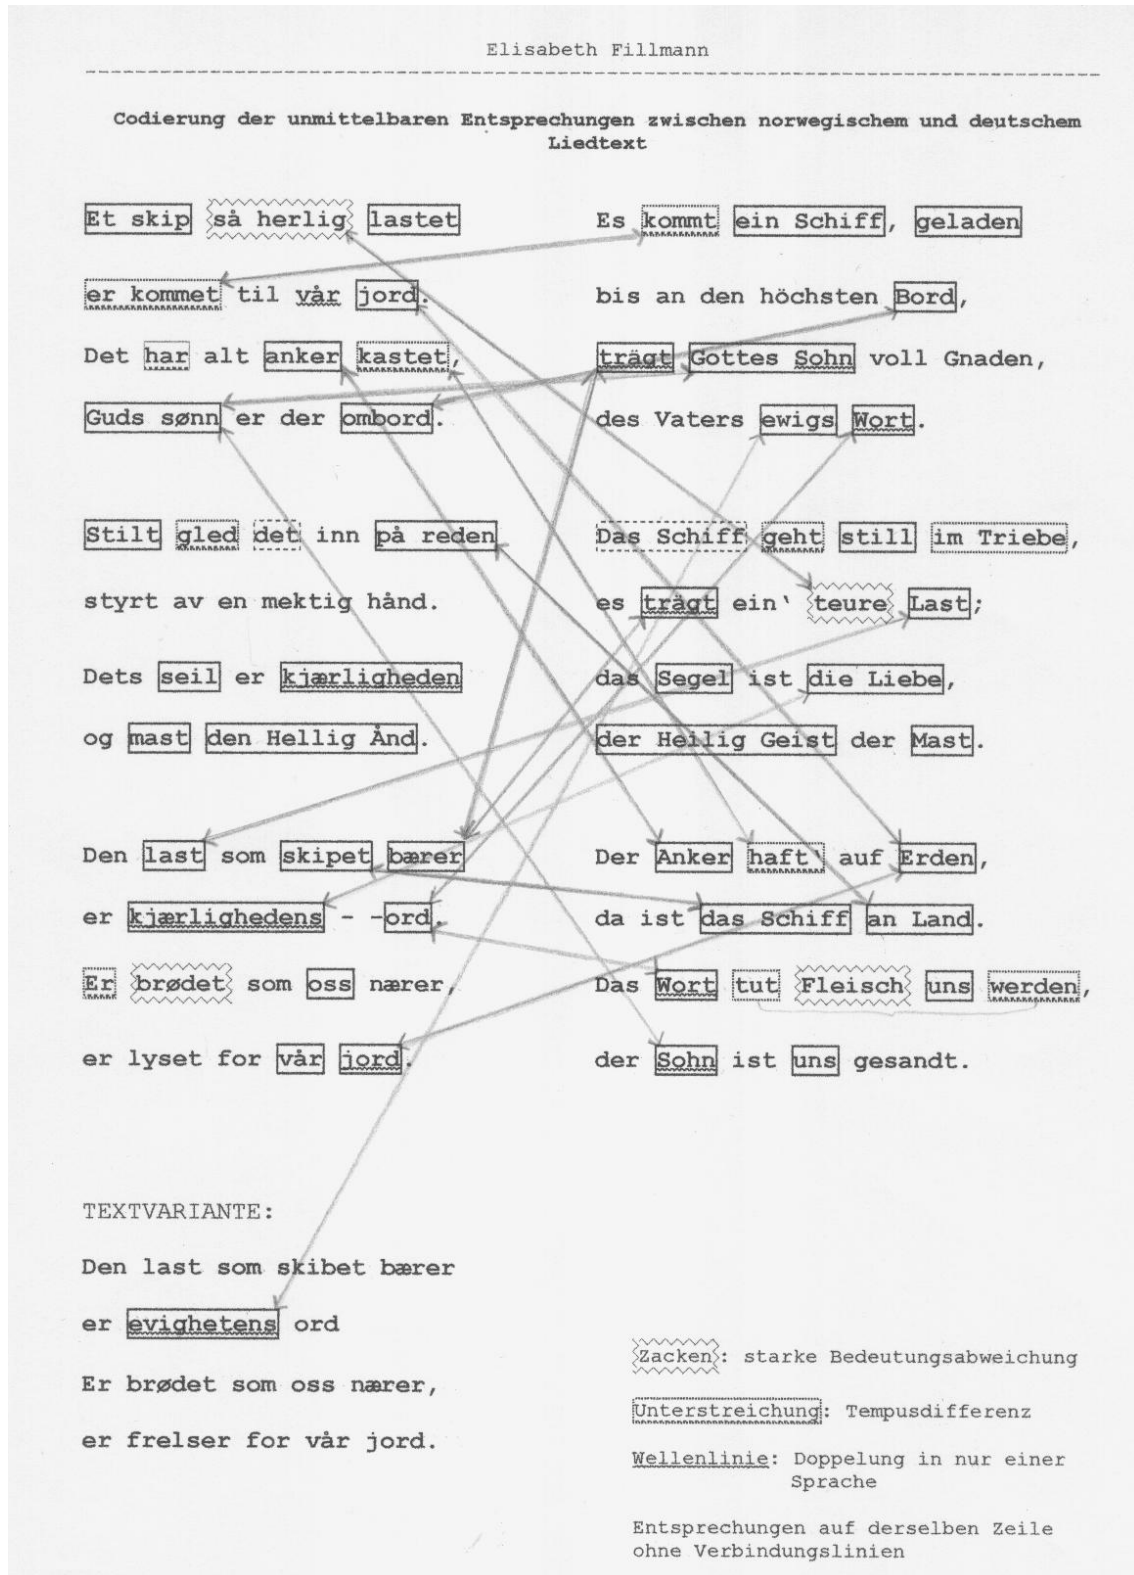 Elisabeth Fillmann
Codierung der unmittelbaren Entsprechungen zwischen norwegischem und deutschem
Liedtext
Et skip så herlig lastet
er kommet til vår jord.
Det har alt anker kastet,
Guds sønn er der ombord.
Stilt gled det inn på reden
styrt av en mektig hånd.
Dets seil er kjærligheden
og mast den Hellig Ånd.
Den last som skipet bærer
er kjærlighedens - -ord.
Er brødet som oss nærer,
er lyset for vår jord.
Es kommt ein Schiff, geladen
bis an den höchsten Bord,
trägt Gottes Sohn voll Gnaden,
des Vaters ewigs Wort.
Das Schiff geht still im Triebe,
es trägt ein‘ teure Last;
das Segel ist die Liebe,
der Heilig Geist der Mast.
Der Anker haft‘ auf Erden,
da ist das Schiff an Land.
Das Wort tut Fleisch uns werden,
der Sohn ist uns gesandt.
TEXTVARIANTE:
Den last som skibet bærer
er evighetens ord
Er brødet som oss nærer,
er frelser for vår jord.
Zacken: starke Bedeutungsabweichung
Unterstreichung: Tempusdifferenz
Wellenlinie: Doppelung in nur einer
Sprache
Entsprechungen auf derselben Zeile
ohne Verbindungslinien